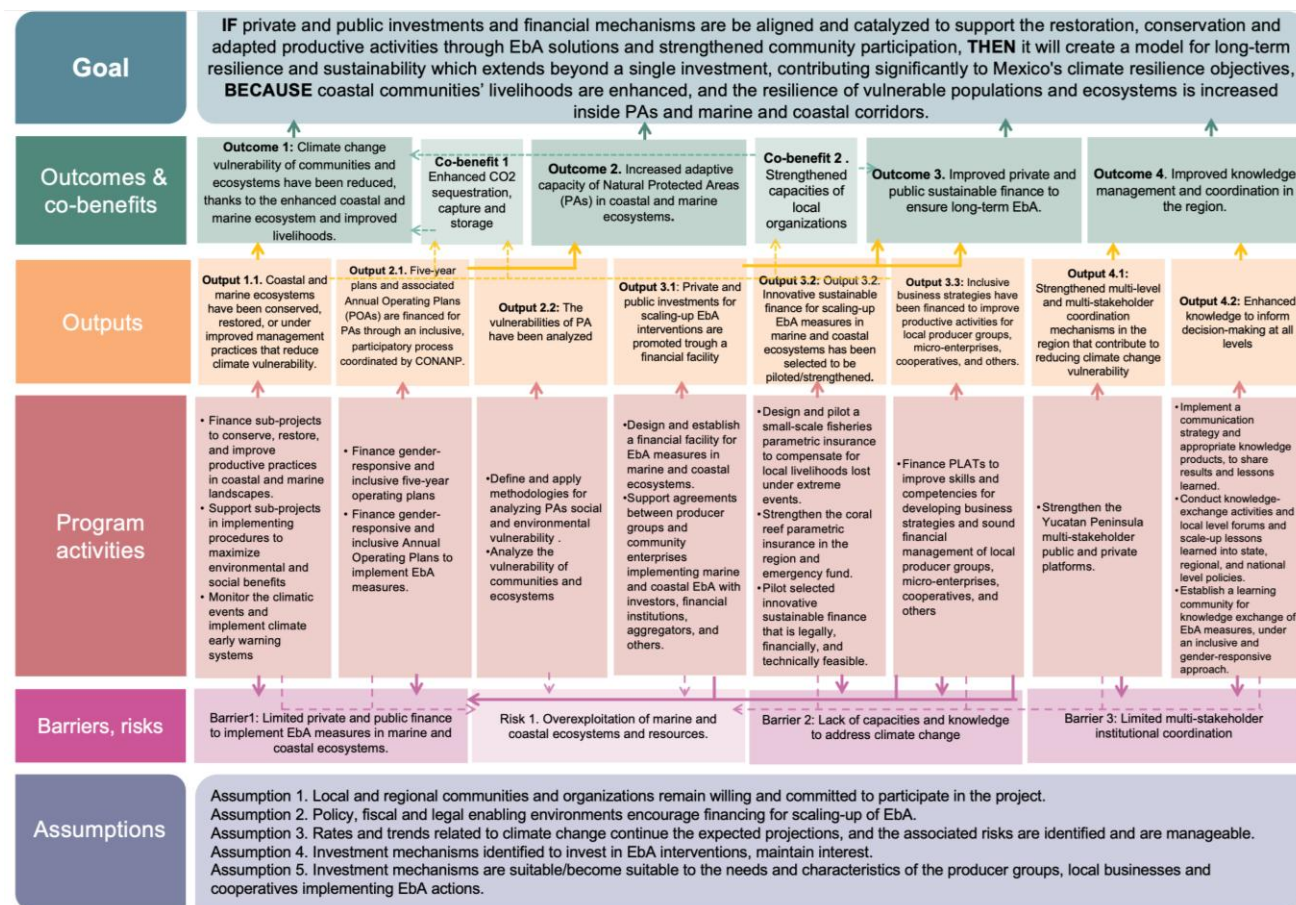 Goal
IF private and public investments and financial mechanisms are be aligned and catalyzed to support the restoration, conservation and
adapted productive activities through EbA solutions and strengthened community participation, THEN it will create a model for long-term
resilience and sustainability which extends beyond a single investment, contributing significantly to Mexico's climate resilience objectives,
BECAUSE coastal communities' livelihoods are enhanced, and the resilience of vulnerable populations and ecosystems is increased
inside PAs and marine and coastal corridors.
Outcomes &
co-benefits
Outcome 1: Climate change
vulnerability of communities and
ecosystems have been reduced,
thanks to the enhanced coastal
and marine ecosystem and improved
livelihoods.
Co-benefit 1
Enhanced CO2
sequestration,
capture and
storage
Outcome 2. Increased adaptive
capacity of Natural Protected Areas
(PAs) in coastal and marine
ecosystems.
Co-benefit 2 .
Strengthened
capacities of
local
organizations
Outcome 3. Improved private and
public sustainable finance to
ensure long-term EbA.
Outcome 4. Improved knowledge
management and coordination in
the region.
Outputs
Output 1.1. Coastal and
marine ecosystems
have been conserved,
restored, or under
improved management
practices that reduce
climate vulnerability.
Output 2.1. Five-year
plans and associated
Annual Operating Plans
(POAs) are financed for
PAs through an inclusive,
participatory process
coordinated by CONANP.
Output 2.2: The
vulnerabilities of PA
have been analyzed
Output 3.1: Private and
public investments for
scaling-up EbA
interventions are
promoted trough a
financial facility
Output 3.2: Output 3.2.
Innovative sustainable
finance for scaling-up
EbA measures in
marine and coastal
ecosystems has been
selected to be
piloted/strengthened.
Output 3.3: Inclusive
business strategies have
been financed to improve
productive activities for
local producer groups,
micro-enterprises,
cooperatives, and others.
Output 4.1:
Strengthened multi-level
and multi-stakeholder
coordination
mechanisms in the
region that contribute to
reducing climate change
vulnerability
Output 4.2: Enhanced
knowledge to inform
decision-making at all
levels
Program
activities
• Finance sub-projects
to conserve, restore,
and improve
productive practices
in coastal and marine
landscapes.
• Support sub-projects
in implementing
procedures to
maximize
environmental and
social benefits
• Monitor the climatic
events and
implement climate
early warning
systems
• Finance gender-
responsive and
inclusive five-year
operating plans
• Finance gender-
responsive and
inclusive Annual
Operating Plans to
implement EbA
measures.
•Define and apply
methodologies for
analyzing PAs social
and environmental
vulnerability .
•Analyze the
vulnerability of
communities and
ecosystems
•Design and establish
a financial facility for
EbA measures in
marine and coastal
ecosystems.
•Support agreements
between producer
groups and
community
enterprises
implementing marine
and coastal EbA with
investors, financial
institutions,
aggregators, and
others.
•Design and pilot a
small-scale fisheries
parametric insurance
to compensate for
local livelihoods lost
under extreme
events.
•Strengthen the coral
reef parametric
insurance in the
region and
emergency fund.
•Pilot selected
innovative
sustainable finance
that is legally,
financially, and
technically feasible.
•Finance PLATs to
improve skills and
competencies for
developing business
strategies and sound
financial
management of local
producer groups,
micro-enterprises,
cooperatives, and
others
•Strengthen the
Yucatan Peninsula
multi-stakeholder
public and private
platforms.
•Implement a
communication
strategy and
appropriate knowledge
products, to share
results and lessons
learned.
•Conduct knowledge-
exchange activities and
local level forums and
scale-up lessons
learned into state,
regional, and national
level policies.
•Establish a learning
community for
knowledge exchange of
EbA measures, under
an inclusive and
gender-responsive
approach.
Barriers, risks
Barrier1: Limited private and public finance
to implement EbA measures in marine and
coastal ecosystems.
Risk 1. Overexploitation of marine and
coastal ecosystems and resources.
Barrier 2: Lack of capacities and knowledge
to address climate change
Barrier 3: Limited multi-stakeholder
institutional coordination
Assumptions
Assumption 1. Local and regional communities and organizations remain willing and committed to participate in the project.
Assumption 2. Policy, fiscal and legal enabling environments encourage financing for scaling-up of EbA.
Assumption 3. Rates and trends related to climate change continue the expected projections, and the associated risks are identified and are manageable.
Assumption 4. Investment mechanisms identified to invest in EbA interventions, maintain interest.
Assumption 5. Investment mechanisms are suitable/become suitable to the needs and characteristics of the producer groups, local businesses and
cooperatives implementing EbA actions.